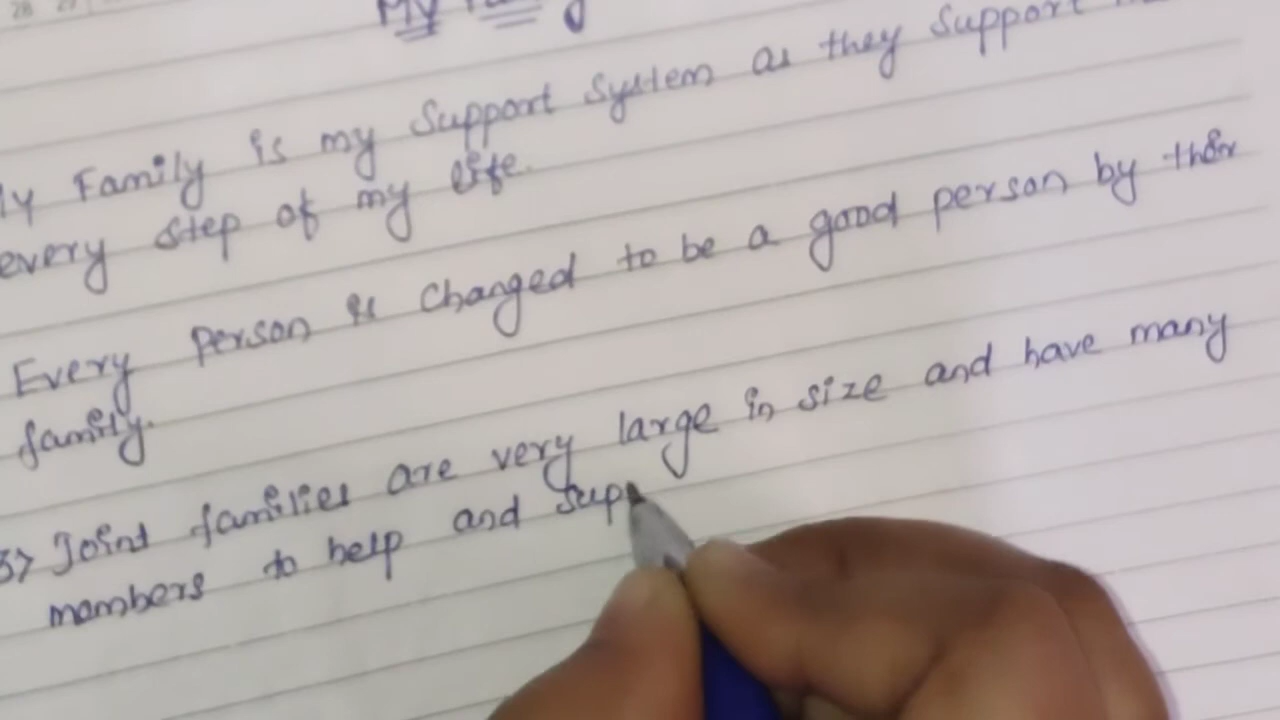 My
My Family is my Support System as they Support
every step of my life.
Every person is changed to be a good person by their
family.
3> Joint families are very large in size and have many
mambers to help and sup